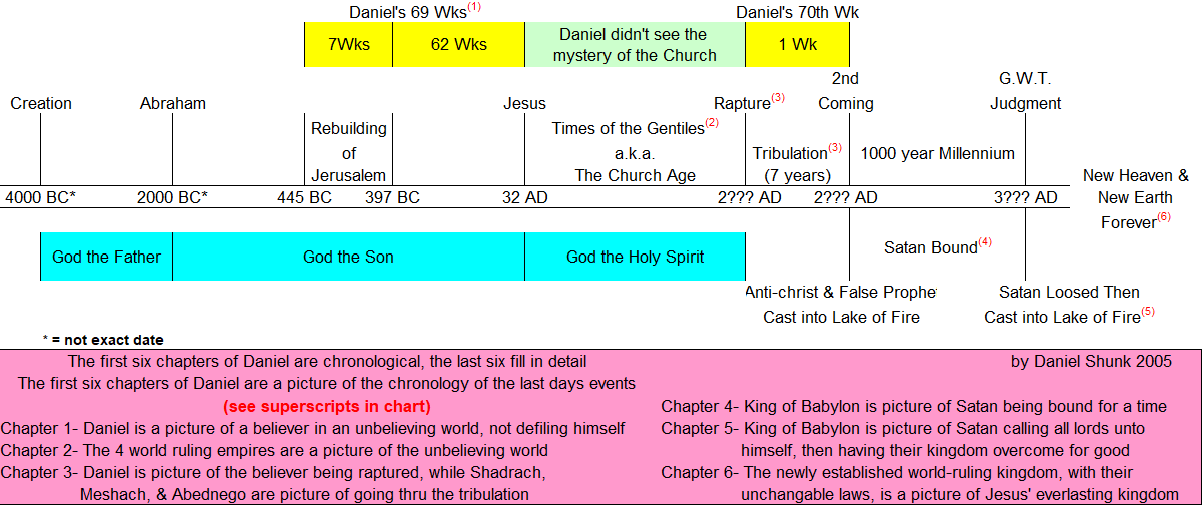 Daniel's 69 Wks(1)
Daniel's 70th Wk
7Wks
62 Wks
Daniel didn't see the
mystery of the Church
1 Wk
Creation
Abraham
Jesus
Rapture(3)
2nd
Coming
G.W.T.
Judgment
Rebuilding
of
Jerusalem
Times of the Gentiles(2)
a.k.a.
The Church Age
Tribulation(3)
(7 years)
1000 year Millennium
4000 BC*
2000 BC*
445 BC
397 BC
32 AD
2??? AD
2??? AD
3??? AD
New Heaven &
New Earth
Forever(6)
God the Father
God the Son
God the Holy Spirit
Satan Bound(4)
Anti-christ & False Prophe
Cast into Lake of Fire
Satan Loosed Then
Cast into Lake of Fire(5)
* = not exact date
The first six chapters of Daniel are chronological, the last six fill in detail
by Daniel Shunk 2005
The first six chapters of Daniel are a picture of the chronology of the last days events
(see superscripts in chart)
Chapter 1- Daniel is a picture of a believer in an unbelieving world, not defiling himself
Chapter 2- The 4 world ruling empires are a picture of the unbelieving world
Chapter 3- Daniel is picture of the believer being raptured, while Shadrach,
Meshach, & Abednego are picture of going thru the tribulation
Chapter 4- King of Babylon is picture of Satan being bound for a time
Chapter 5- King of Babylon is picture of Satan calling all lords unto
himself, then having their kingdom overcome for good
Chapter 6- The newly established world-ruling kingdom, with their
unchangable laws, is a picture of Jesus' everlasting kingdom